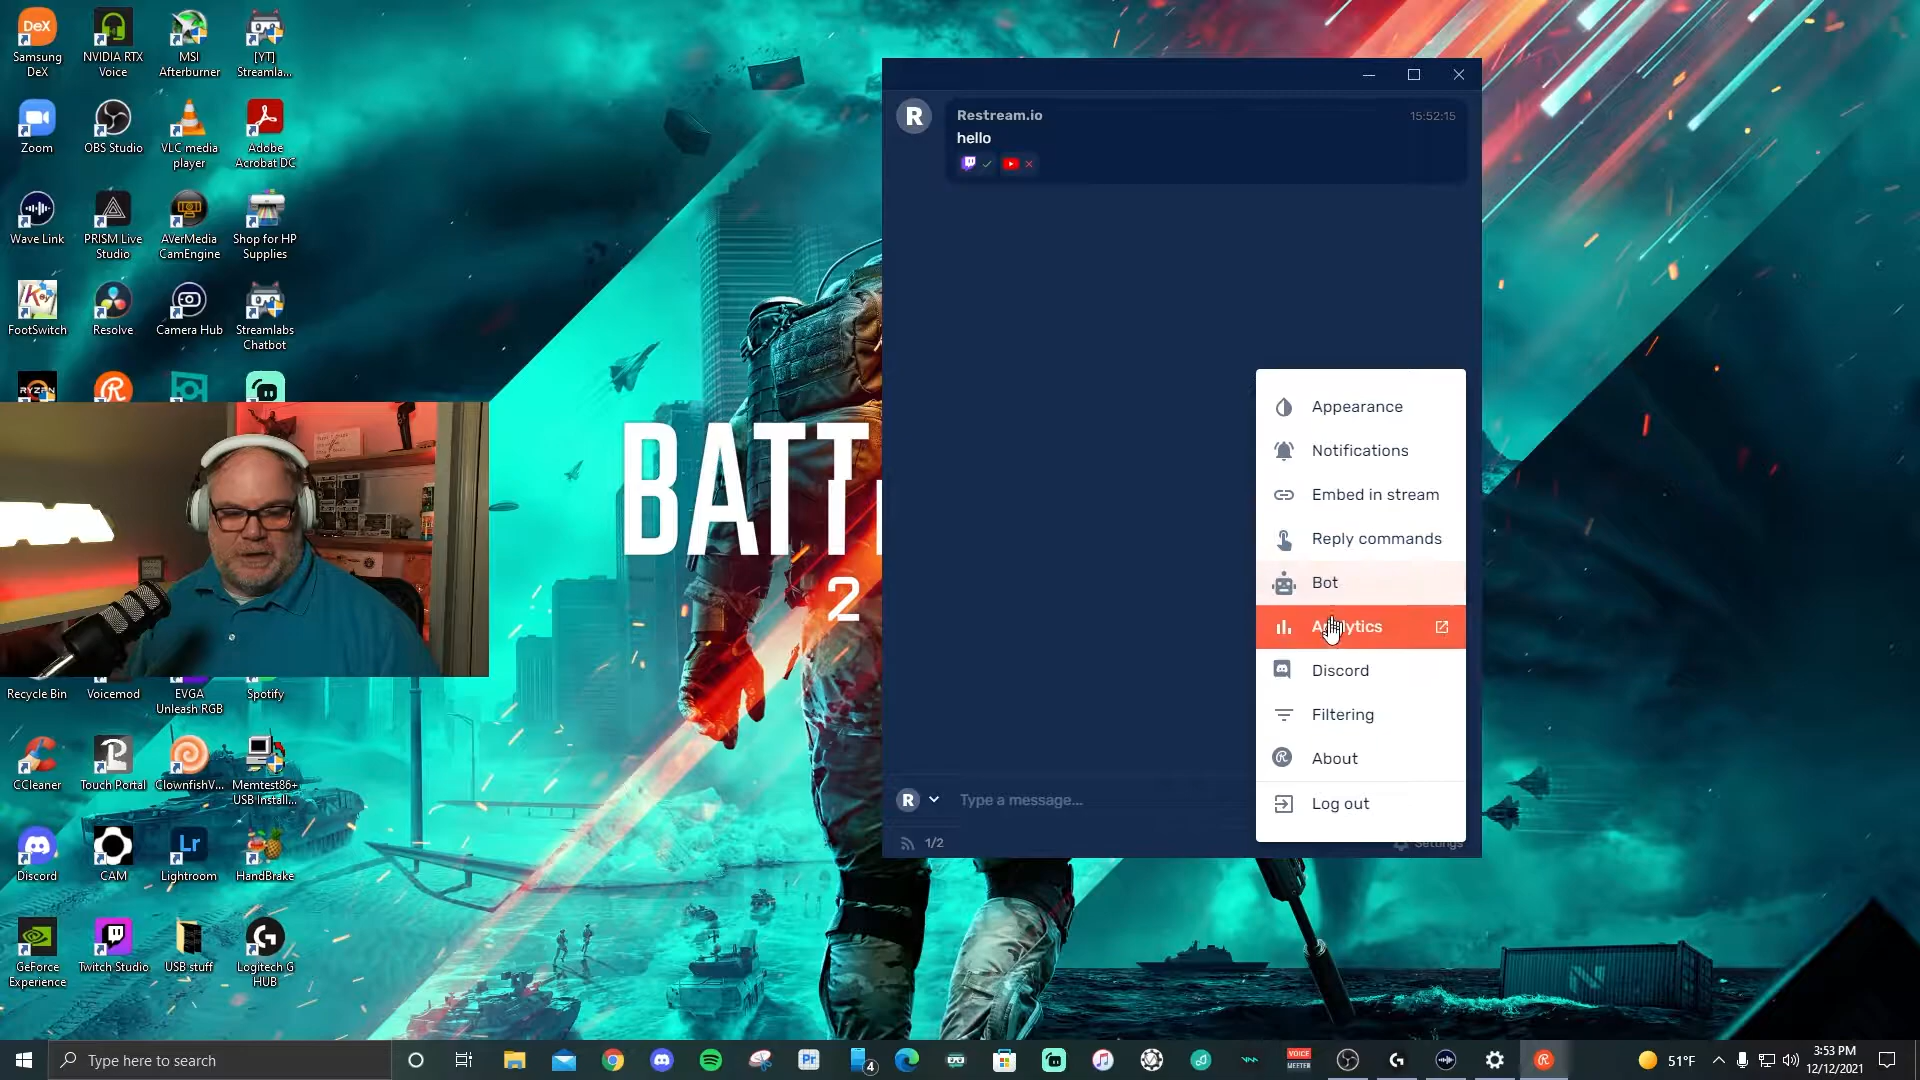 Samsung DeX
NVIDIA RTX Voice
MSI Afterburner
[YT] Streamla...
Zoom
OBS Studio
VLC media player
Adobe Acrobat DC
Wave Link
PRISM Live Studio
AVerMedia CamEngine
Shop for HP Supplies
FootSwitch
Resolve
Camera Hub
Streamlabs Chatbot
RYZEN
Recycle Bin
Voicemod
EVGA Unleash RGB
Spotify
CCleaner
Touch Portal
ClownfishV...
Memtest86+ USB Install...
Discord
CAM
Lightroom
HandBrake
GeForce Experience
Twitch Studio
USB stuff
Logitech G HUB
BATT
2
R
Restream.io
15:52:15
hello
Appearance
Notifications
Embed in stream
Reply commands
Bot
Analytics
Discord
Filtering
About
Log out
R
Type a message...
1/2
Settings
Type here to search
4
51°F
3:53 PM
12/12/2021